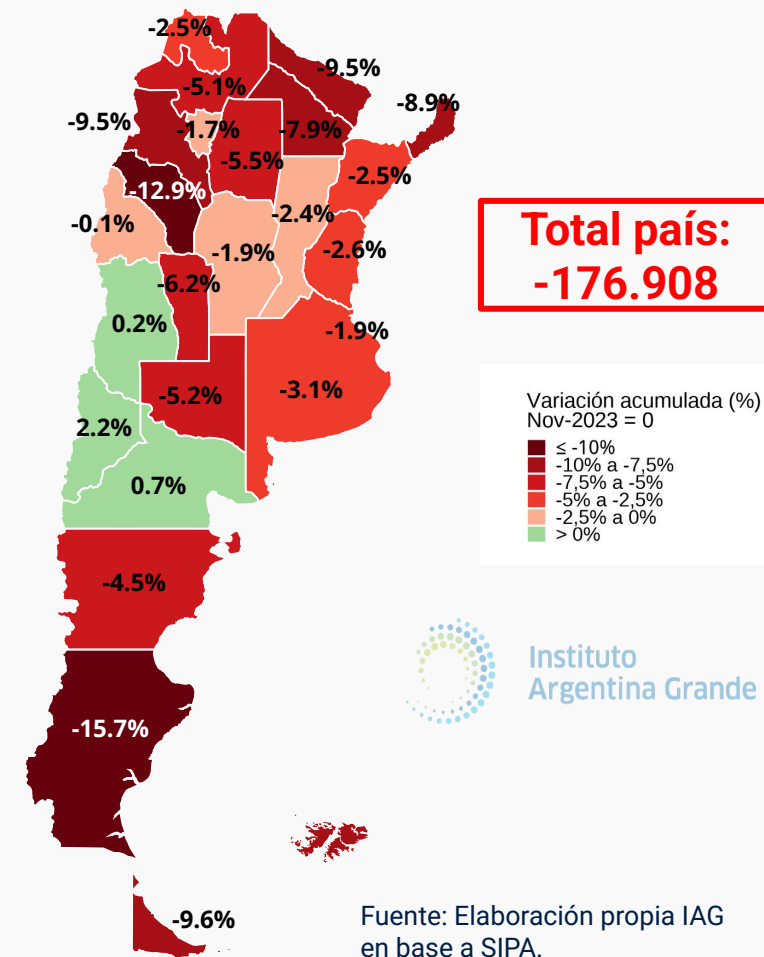 -2.5%
-9.5%
-5.1%
-8.9%
-9.5%
-1.7%
-7.9%
-5.5%
-2.5%
-12.9%
-2.4%
-0.1%
-1.9%
-2.6%
-6.2%
0.2%
-1.9%
-5.2%
-3.1%
2.2%
0.7%
-4.5%
-15.7%
-9.6%
Total país:
-176.908
Variación acumulada (%)
Nov-2023 = 0
≤ -10%
-10% a -7,5%
-7,5% a -5%
-5% a -2,5%
-2,5% a 0%
> 0%
Instituto
Argentina Grande
Fuente: Elaboración propia IAG
en base a SIPA.